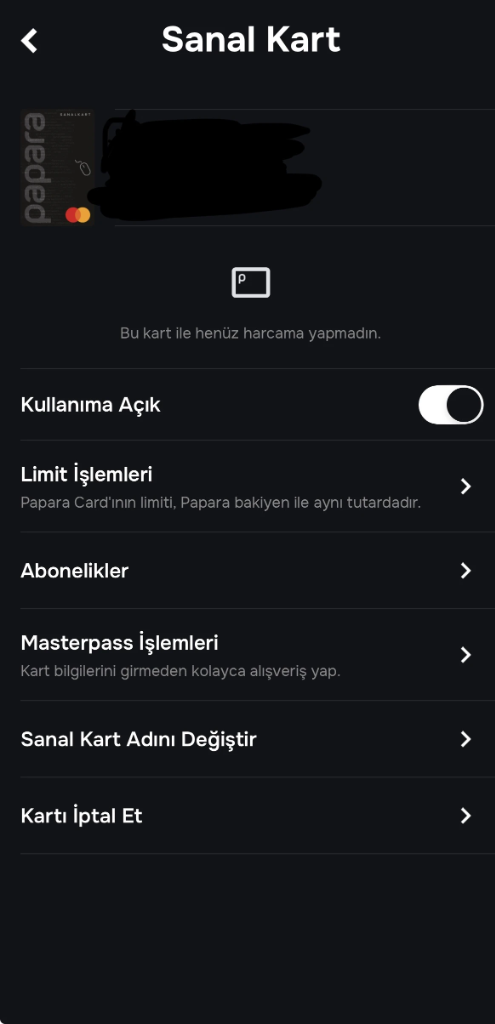 Sanal Kart
SANALKART
papara
Bu kart ile henüz harcama yapmadın.
Kullanıma Açık
Limit İşlemleri
Papara Card'ının limiti, Papara bakiyen ile aynı tutardadır.
Abonelikler
Masterpass İşlemleri
Kart bilgilerini girmeden kolayca alışveriş yap.
Sanal Kart Adını Değiştir
Kartı İptal Et